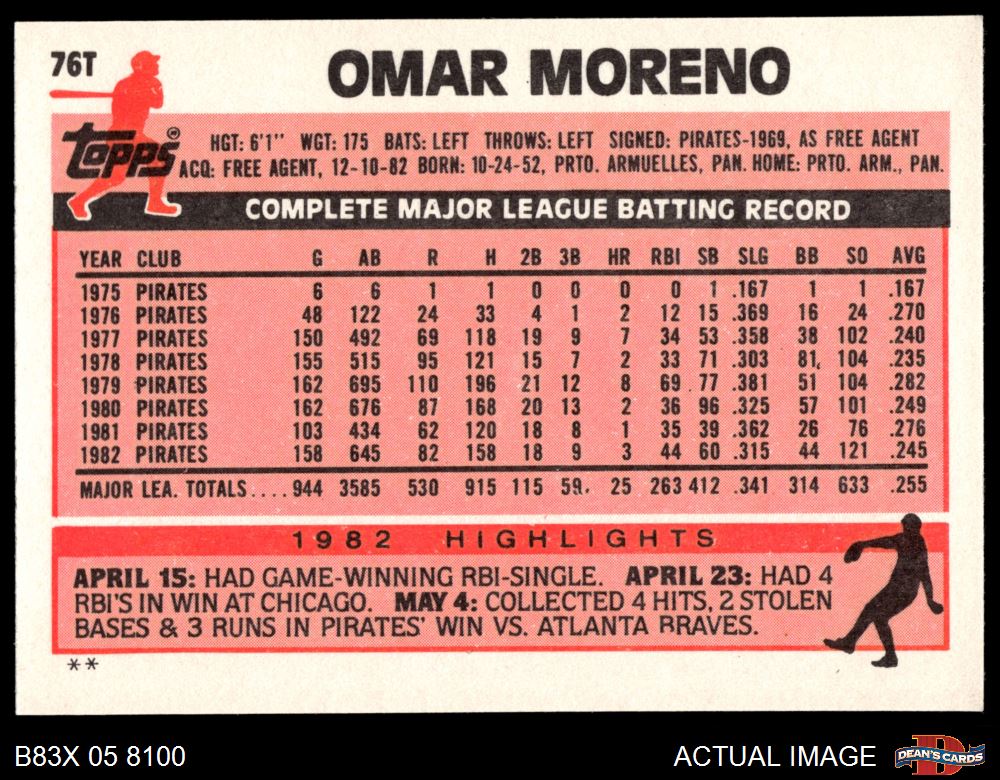 76T OMAR MORENO
topps®
HGT: 6'1" WGT: 175 BATS: LEFT THROWS: LEFT SIGNED: PIRATES-1969, AS FREE AGENT
ACQ: FREE AGENT, 12-10-82 BORN: 10-24-52, PRTO. ARMUELLES, PAN. HOME: PRTO. ARM., PAN.
COMPLETE MAJOR LEAGUE BATTING RECORD
YEAR CLUB G AB R H 2B 3B HR RBI SB SLG BB SO AVG
1975 PIRATES 6 6 1 1 0 0 0 0 1 .167 1 1 .167
1976 PIRATES 48 122 24 33 4 1 2 12 15 .369 16 24 .270
1977 PIRATES 150 492 69 118 19 9 7 34 53 .358 38 102 .240
1978 PIRATES 155 515 95 121 15 7 2 33 71 .303 81 104 .235
1979 PIRATES 162 695 110 196 21 12 8 69 77 .381 51 104 .282
1980 PIRATES 162 676 87 168 20 13 2 36 96 .325 57 101 .249
1981 PIRATES 103 434 62 120 18 8 1 35 39 .362 26 76 .276
1982 PIRATES 158 645 82 158 18 9 3 44 60 .315 44 121 .245
MAJOR LEA. TOTALS....944 3585 530 915 115 59 25 263 412 .341 314 633 .255
1982 HIGHLIGHTS
APRIL 15: HAD GAME-WINNING RBI-SINGLE. APRIL 23: HAD 4
RBI'S IN WIN AT CHICAGO. MAY 4: COLLECTED 4 HITS, 2 STOLEN
BASES & 3 RUNS IN PIRATES' WIN VS. ATLANTA BRAVES.
**
B83X 05 8100 ACTUAL IMAGE DEAN'S CARDS